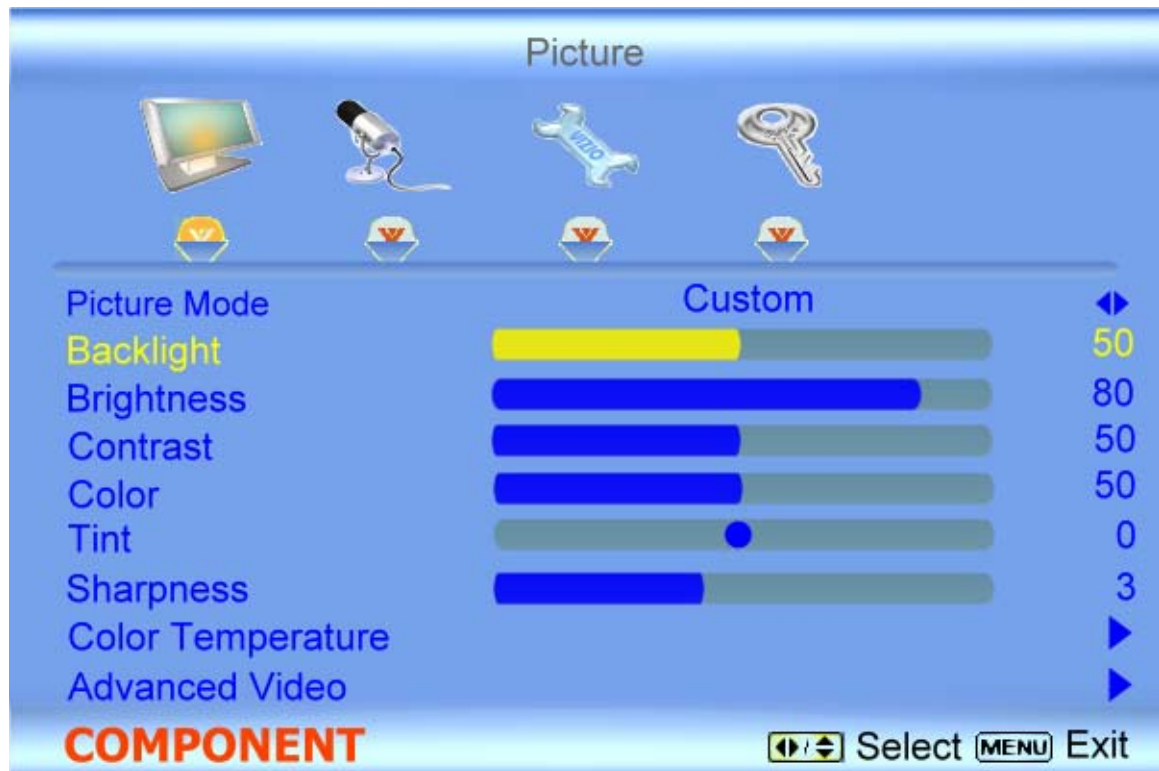 Picture
VIZIO
Picture Mode Custom
Backlight 50
Brightness 80
Contrast 50
Color 50
Tint 0
Sharpness 3
Color Temperature
Advanced Video
COMPONENT Select MENU Exit